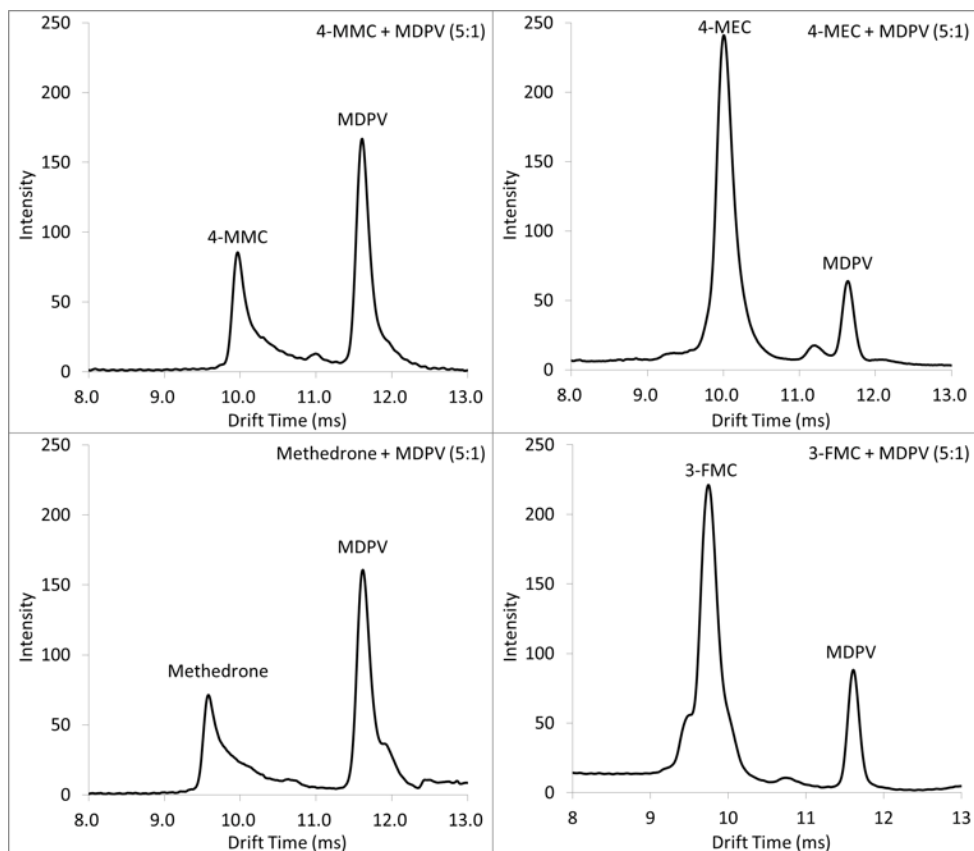 4-MMC + MDPV (5:1)
250
200
150
100
50
0
Intensity
4-MMC
MDPV
8.0 9.0 10.0 11.0 12.0 13.0
Drift Time (ms)
4-MEC + MDPV (5:1)
250
200
150
100
50
0
Intensity
4-MEC
MDPV
8.0 9.0 10.0 11.0 12.0 13.0
Drift Time (ms)
Methedrone + MDPV (5:1)
250
200
150
100
50
0
Intensity
Methedrone
MDPV
8.0 9.0 10.0 11.0 12.0 13.0
Drift Time (ms)
3-FMC + MDPV (5:1)
250
200
150
100
50
0
Intensity
3-FMC
MDPV
8 9 10 11 12 13
Drift Time (ms)